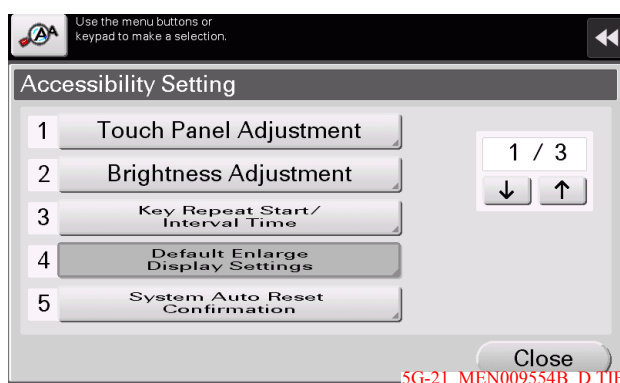 AA
Use the menu buttons or
keypad to make a selection.
Accessibility Setting
1 Touch Panel Adjustment
2 Brightness Adjustment
3 Key Repeat Start/
Interval Time
4 Default Enlarge
Display Settings
5 System Auto Reset
Confirmation
1 / 3
↓ ↑
Close
5G-21 MEN009554B D TIF